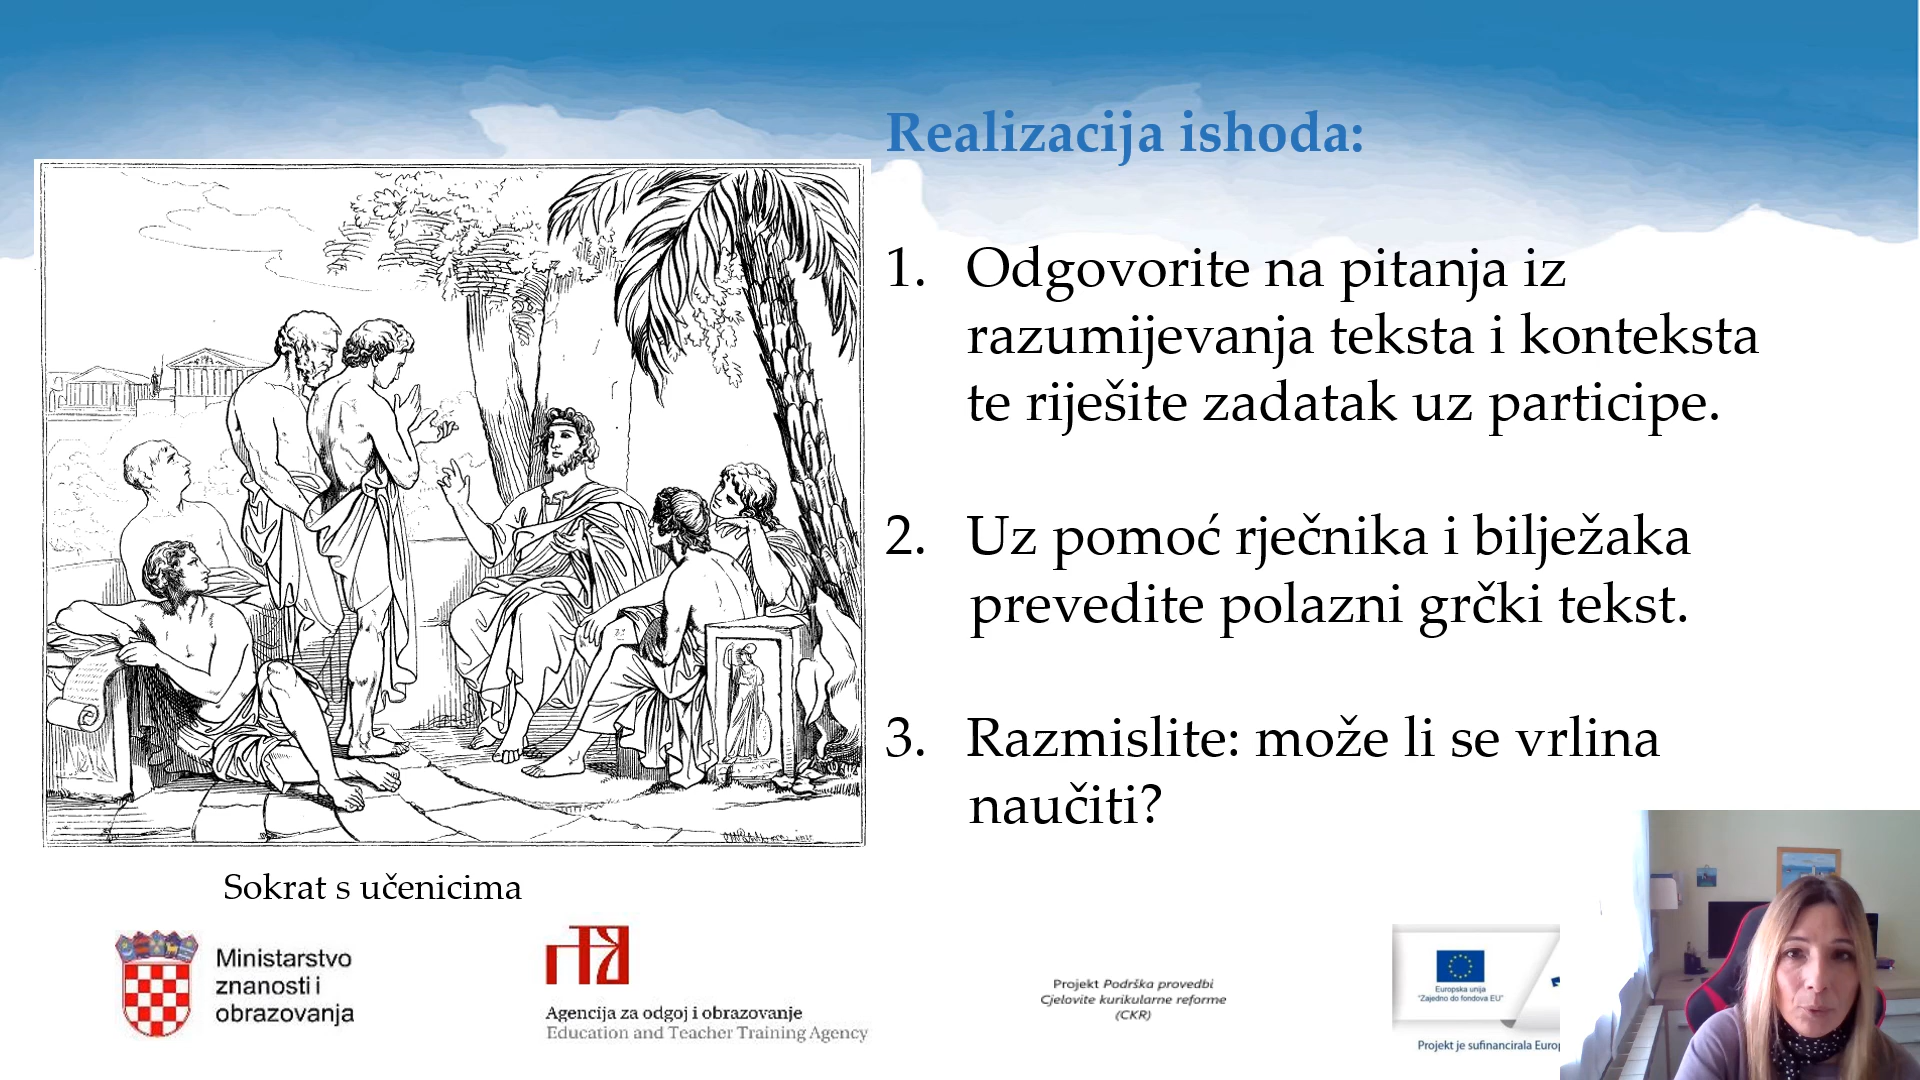 Realizacija ishoda:
1. Odgovorite na pitanja iz
razumijevanja teksta i konteksta
te riješite zadatak uz participe.
2. Uz pomoć rječnika i bilježaka
prevedite polazni grčki tekst.
3. Razmislite: može li se vrlina
naučiti?
Sokrat s učenicima
Ministarstvo
znanosti i
obrazovanja
Agencija za odgoj i obrazovanje
Education and Teacher Training Agency
Projekt Podrška provedbi
Cjelovite kurikularne reforme
(CKR)
Europska unija
"Zajedno do fondova EU"
Projekt je sufinancirala Europ